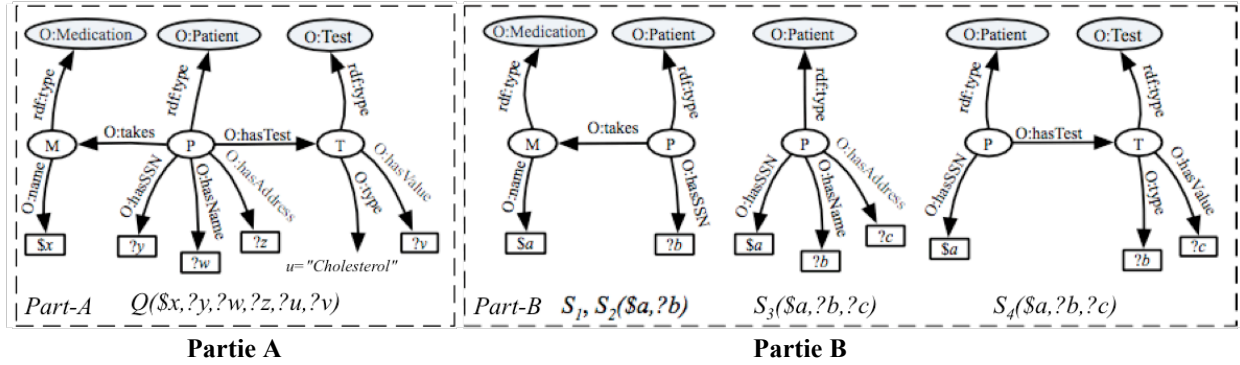 O:Medication O:Patient O:Test O:Medication O:Patient O:Patient O:Patient O:Test
rdf:type rdf:type rdf:type rdf:type rdf:type rdf:type rdf:type rdf:type
O:takes O:hasTest O:takes O:hasTest
M P T M P P P T
O:name O:hasSSN O:hasName O:hasAddress O:type O:hasValue O:name O:hasSSN O:hasSSN O:hasName O:hasAddress O:hasSSN O:type O:hasValue
$x ?y ?w ?z ?v $a ?b $a ?b ?c $a ?b ?c
u="Cholesterol"
Part-A Q($x,?y,?w,?z,?u,?v) Part-B S1, S2($a,?b) S3($a,?b,?c) S4($a,?b,?c)
Partie A Partie B